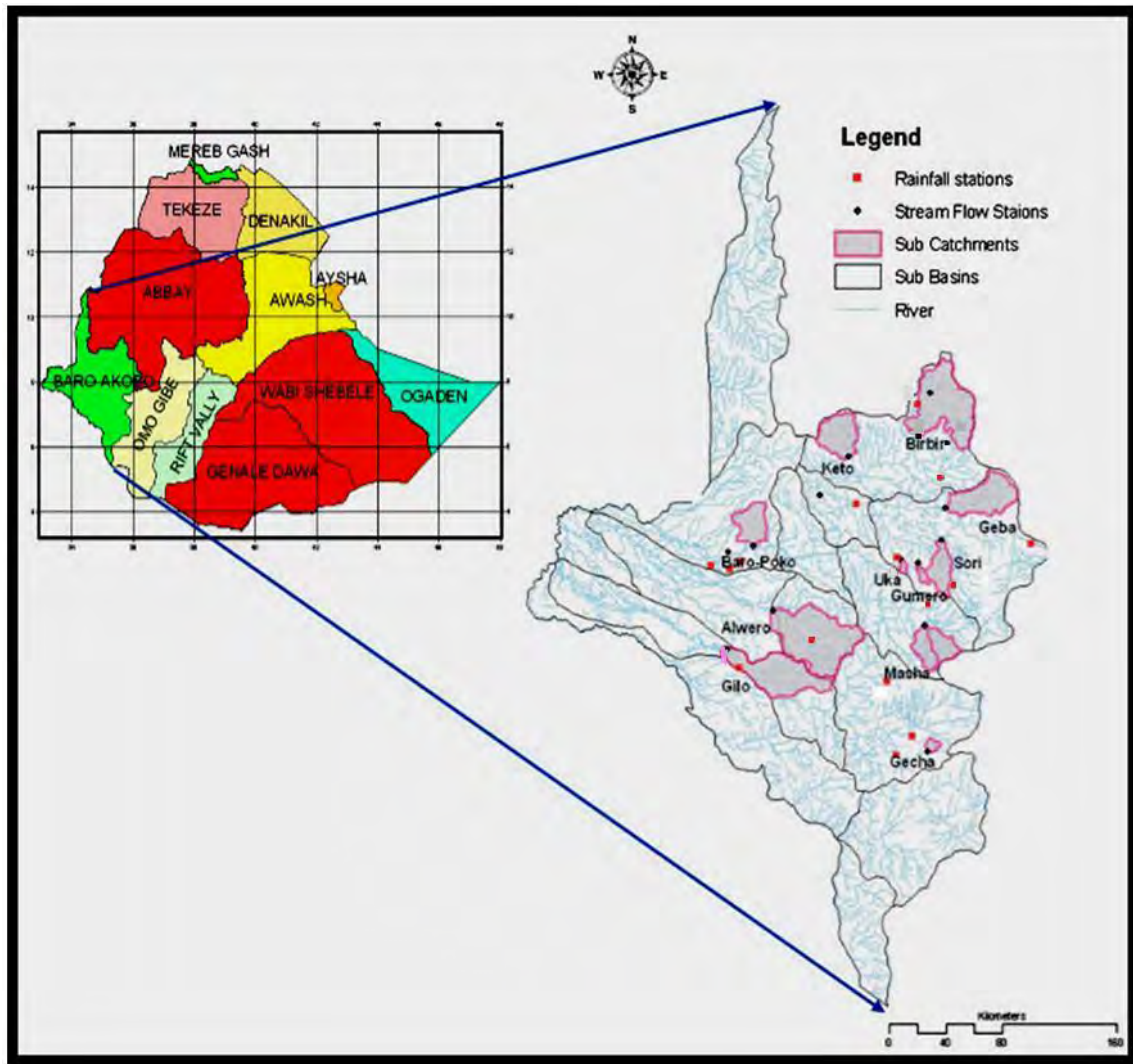 N
W E
S
MEREB GASH
TEKEZE
DENAKIL
ABBAY
AYSHA
AWASH
BARO AKOBO
OMO GIBE
RIFT VALLY
WABI SHEBELE
OGADEN
GENALE DAWA
Legend
Rainfall stations
Stream Flow Staions
Sub Catchments
Sub Basins
River
Birbir
Keto
Geba
Baro-Poko
Sori
Uka
Gumero
Alwero
Masha
Gilo
Gecha
Kilometers
0 20 40 80 160